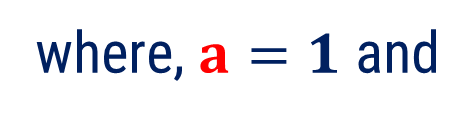 where, a = 1 and